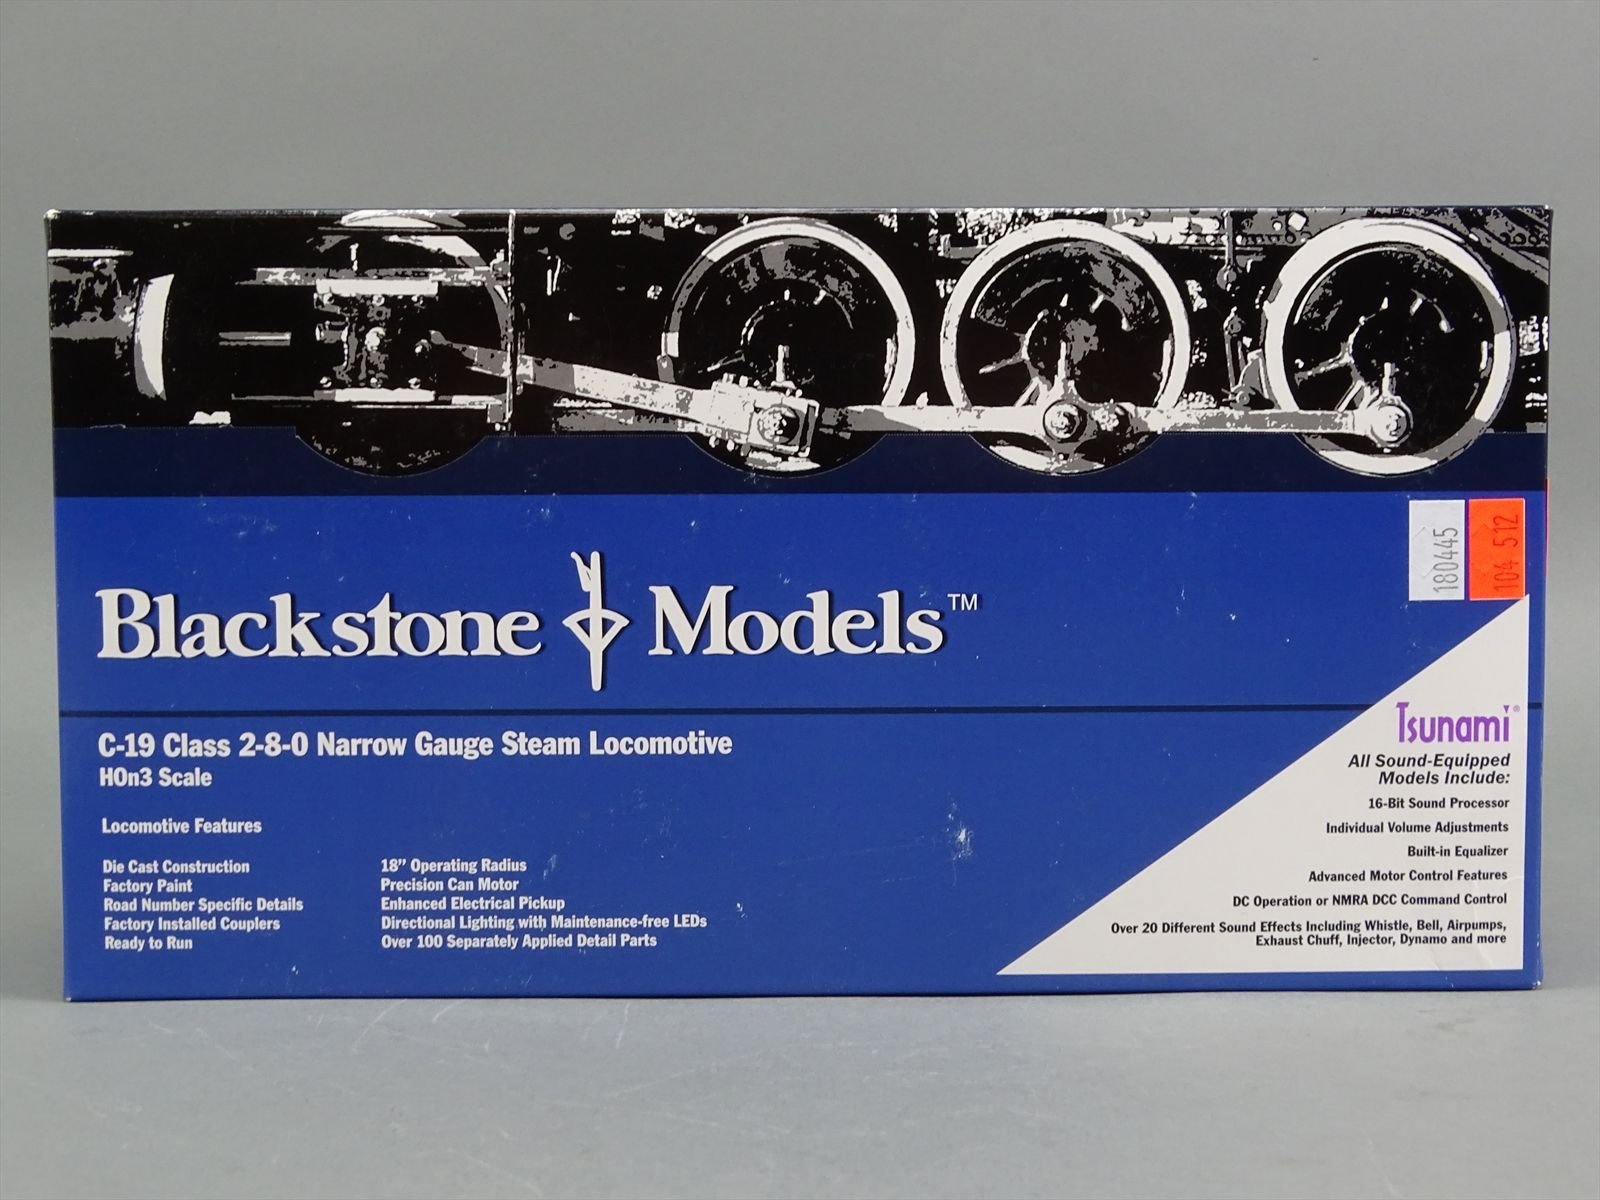 180445
104 512
Blackstone Models™
C-19 Class 2-8-0 Narrow Gauge Steam Locomotive
HOn3 Scale
Locomotive Features
Die Cast Construction
Factory Paint
Road Number Specific Details
Factory Installed Couplers
Ready to Run
18” Operating Radius
Precision Can Motor
Enhanced Electrical Pickup
Directional Lighting with Maintenance-free LEDs
Over 100 Separately Applied Detail Parts
Tsunami®
All Sound-Equipped
Models Include:
16-Bit Sound Processor
Individual Volume Adjustments
Built-in Equalizer
Advanced Motor Control Features
DC Operation or NMRA DCC Command Control
Over 20 Different Sound Effects Including Whistle, Bell, Airpumps,
Exhaust Chuff, Injector, Dynamo and more